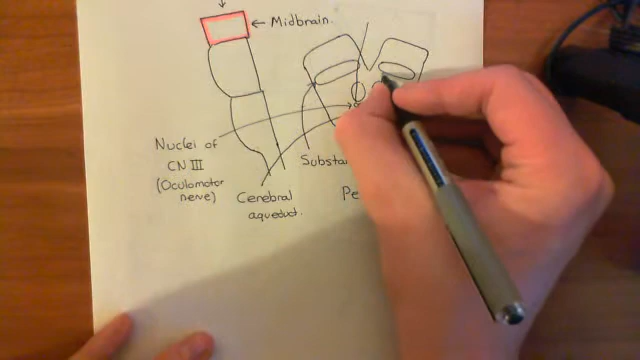 ← Midbrain.
Nuclei of
CN III
(Oculomotor
nerve)
Cerebral
aqueduct.